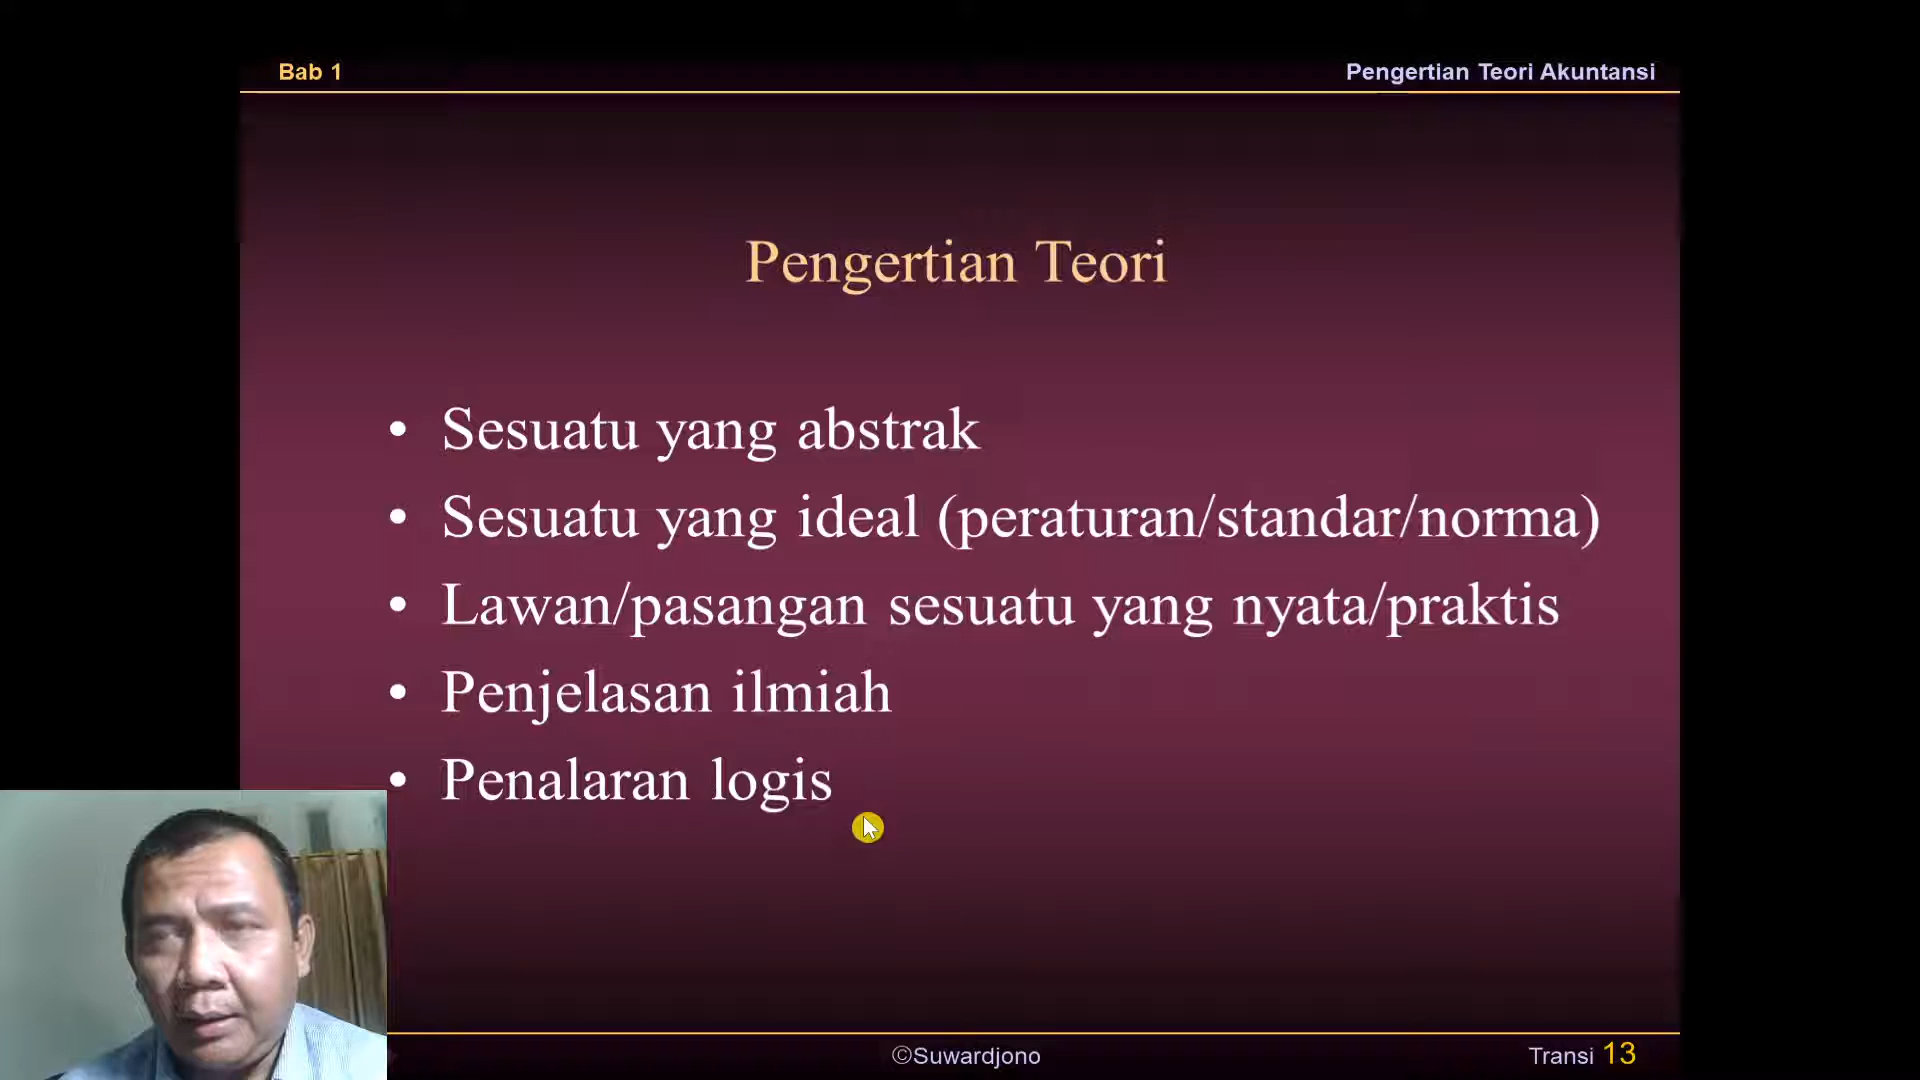 Bab 1
Pengertian Teori Akuntansi
Pengertian Teori
• Sesuatu yang abstrak
• Sesuatu yang ideal (peraturan/standar/norma)
• Lawan/pasangan sesuatu yang nyata/praktis
• Penjelasan ilmiah
• Penalaran logis
©Suwardjono
Transi 13